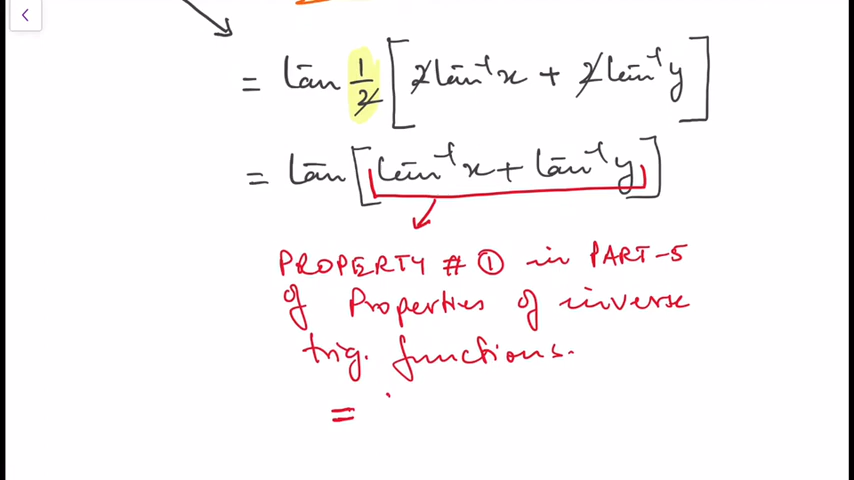 = tan 1/2 [2tan⁻¹x + 2tan⁻¹y]
= tan [tan⁻¹x + tan⁻¹y]
PROPERTY # ① in PART-5
of Properties of inverse
trig. functions.
=